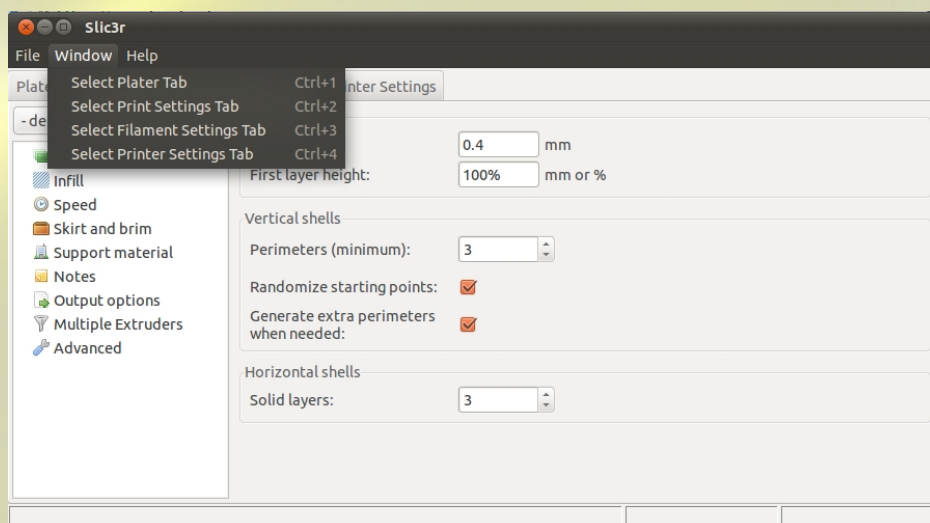 Slic3r
File Window Help
Select Plater Tab Ctrl+1
Select Print Settings Tab Ctrl+2
Select Filament Settings Tab Ctrl+3
Select Printer Settings Tab Ctrl+4
Settings
0.4 mm
First layer height: 100% mm or %
Infill
Speed
Skirt and brim
Support material
Notes
Output options
Multiple Extruders
Advanced
Vertical shells
Perimeters (minimum): 3
Randomize starting points:
Generate extra perimeters
when needed:
Horizontal shells
Solid layers: 3